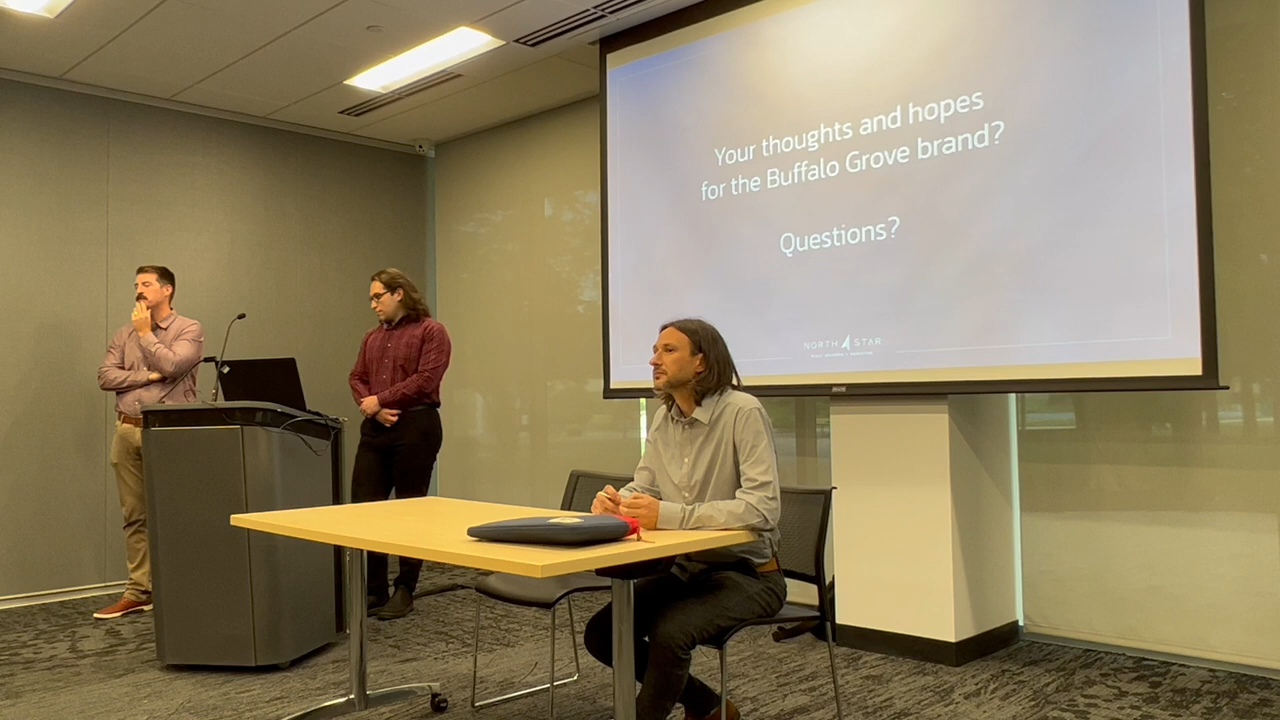 Your thoughts and hopes
for the Buffalo Grove brand?
Questions?
NORTH STAR